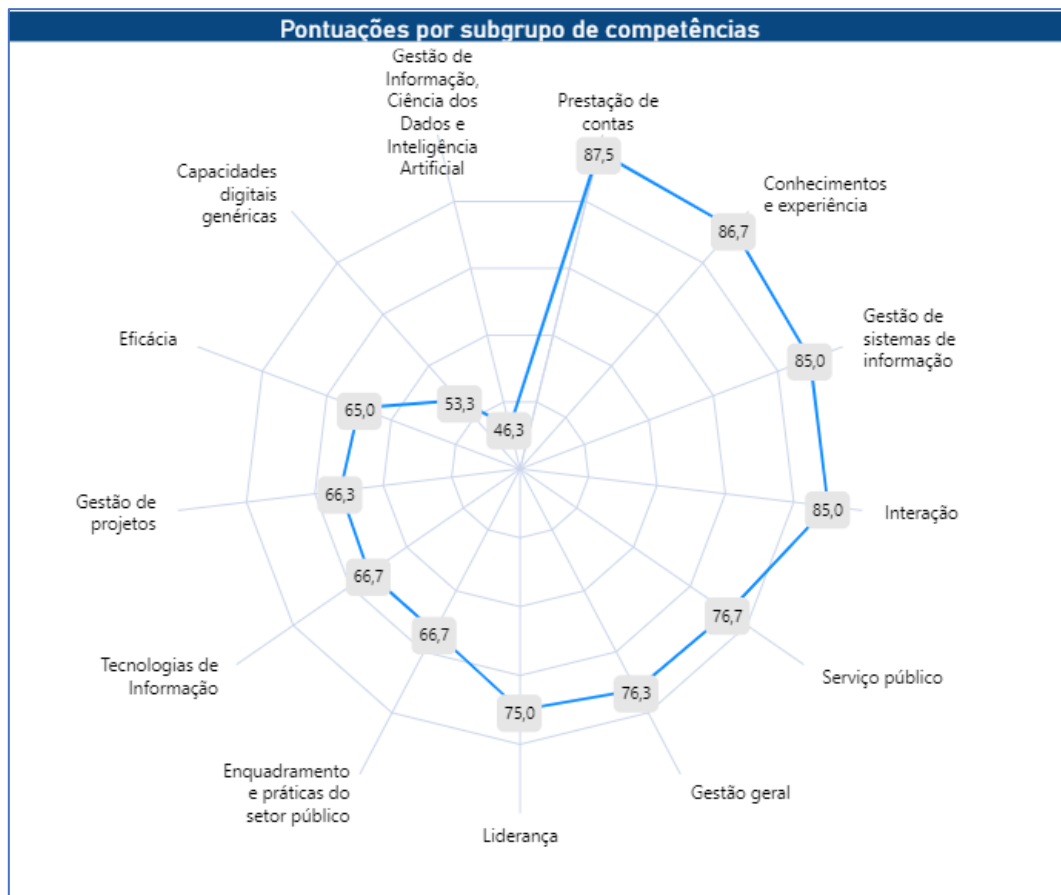 Pontuações por subgrupo de competências
Gestão de
Informação,
Ciência dos
Dados e
Inteligência
Artificial
Prestação de
contas
87,5
Conhecimentos
e experiência
86,7
Gestão de
sistemas de
informação
85,0
Interação
85,0
Serviço público
76,7
Gestão geral
76,3
Liderança
75,0
Enquadramento
e práticas do
setor público
66,7
Tecnologias de
Informação
66,7
Gestão de
projetos
66,3
Eficácia
65,0
Capacidades
digitais
genéricas
53,3
46,3